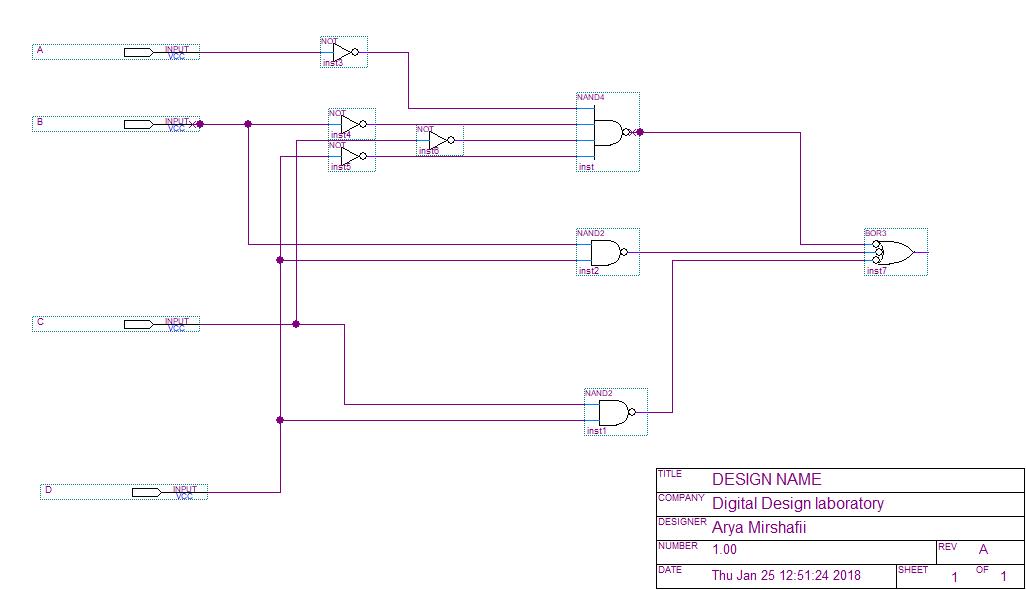 NOT
A INPUT
VCC
inst3
NAND4
NOT
B INPUT
VCC
NOT
inst4
NOT
inst6
inst5
inst
NAND2
BOR3
inst2
inst7
C INPUT
VCC
NAND2
inst1
D INPUT
VCC
TITLE DESIGN NAME
COMPANY Digital Design laboratory
DESIGNER Arya Mirshafii
NUMBER 1.00 REV A
DATE Thu Jan 25 12:51:24 2018 SHEET 1 OF 1